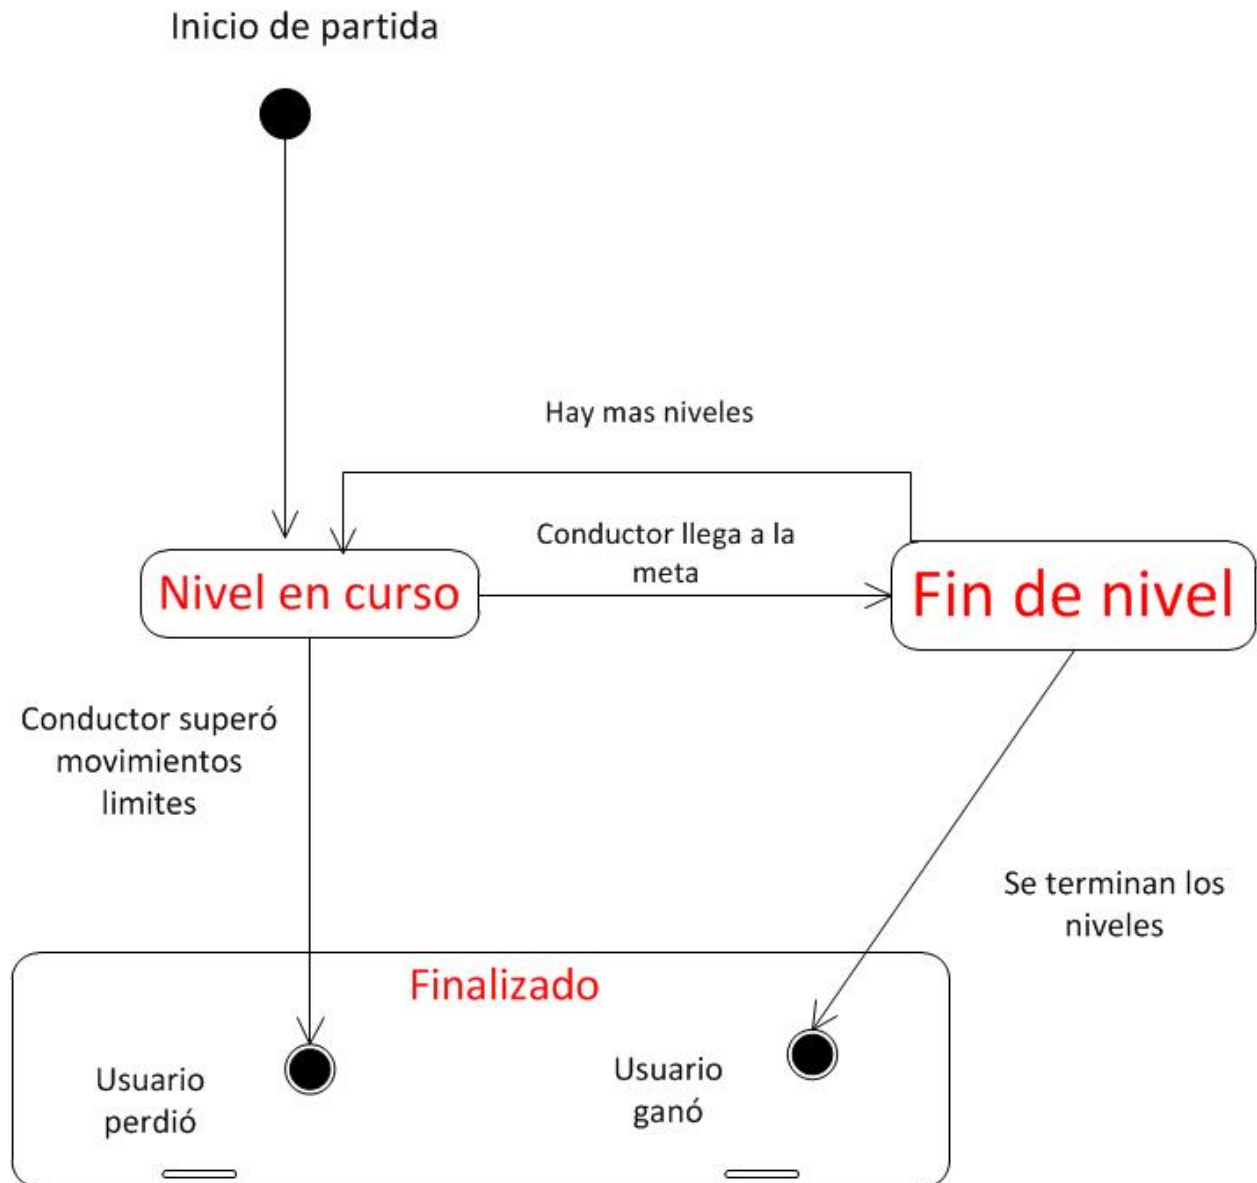 Inicio de partida
Hay mas niveles
Conductor llega a la
meta
Nivel en curso
Fin de nivel
Conductor superó
movimientos
limites
Se terminan los
niveles
Finalizado
Usuario
perdió
Usuario
ganó